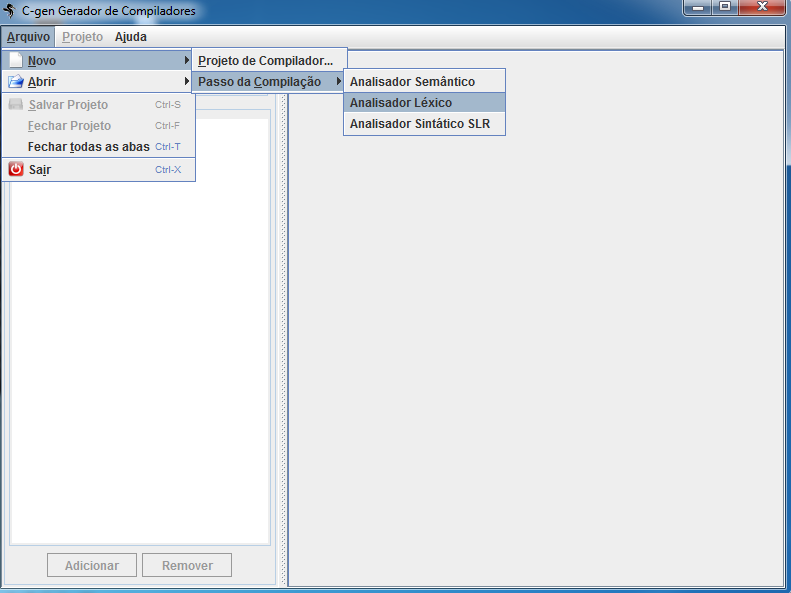 C-gen Gerador de Compiladores
Arquivo Projeto Ajuda
Novo
Abrir
Salvar Projeto Ctrl-S
Fechar Projeto Ctrl-F
Fechar todas as abas Ctrl-T
Sair Ctrl-X
Projeto de Compilador...
Passo da Compilação
Analisador Semântico
Analisador Léxico
Analisador Sintático SLR
Adicionar Remover